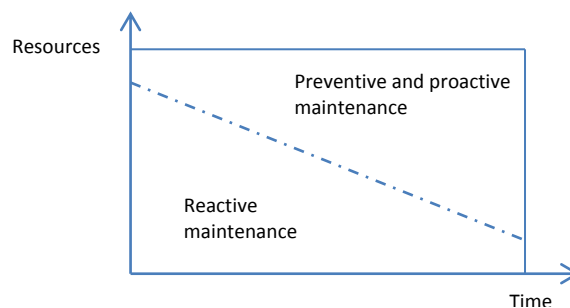 Resources
Preventive and proactive
maintenance
Reactive
maintenance
Time